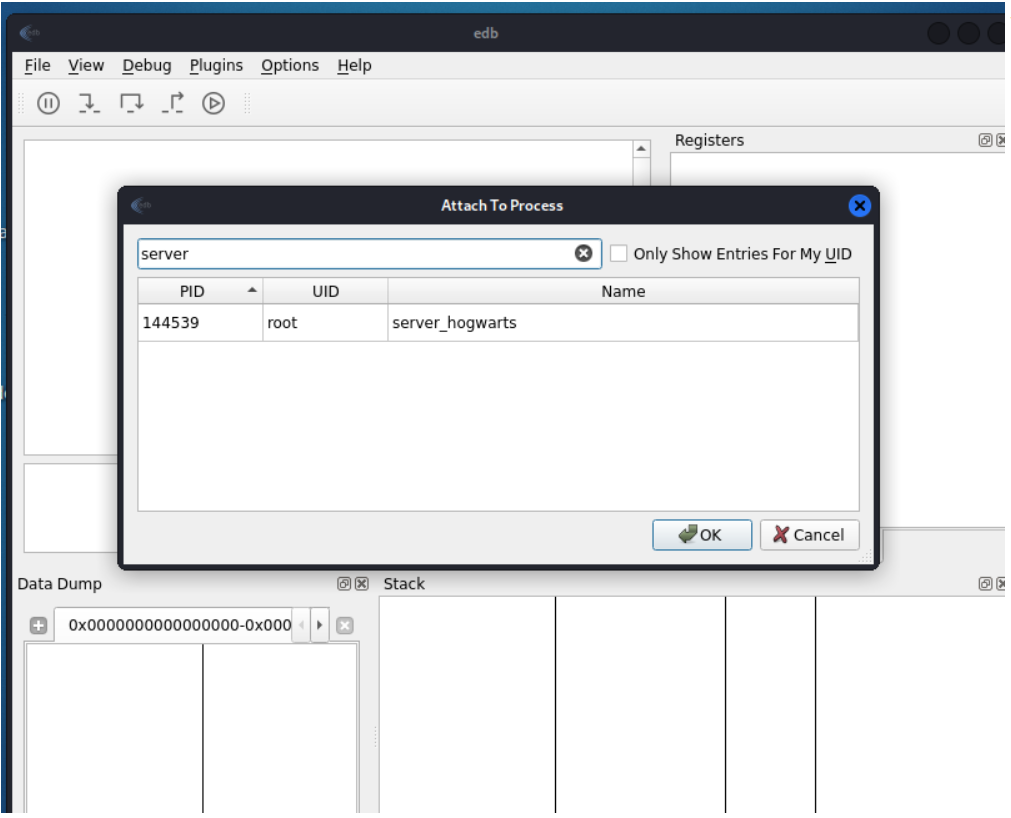 edb
File View Debug Plugins Options Help
Registers
Attach To Process
server
Only Show Entries For My UID
PID UID Name
144539 root server_hogwarts
OK Cancel
Data Dump
Stack
0x0000000000000000-0x000